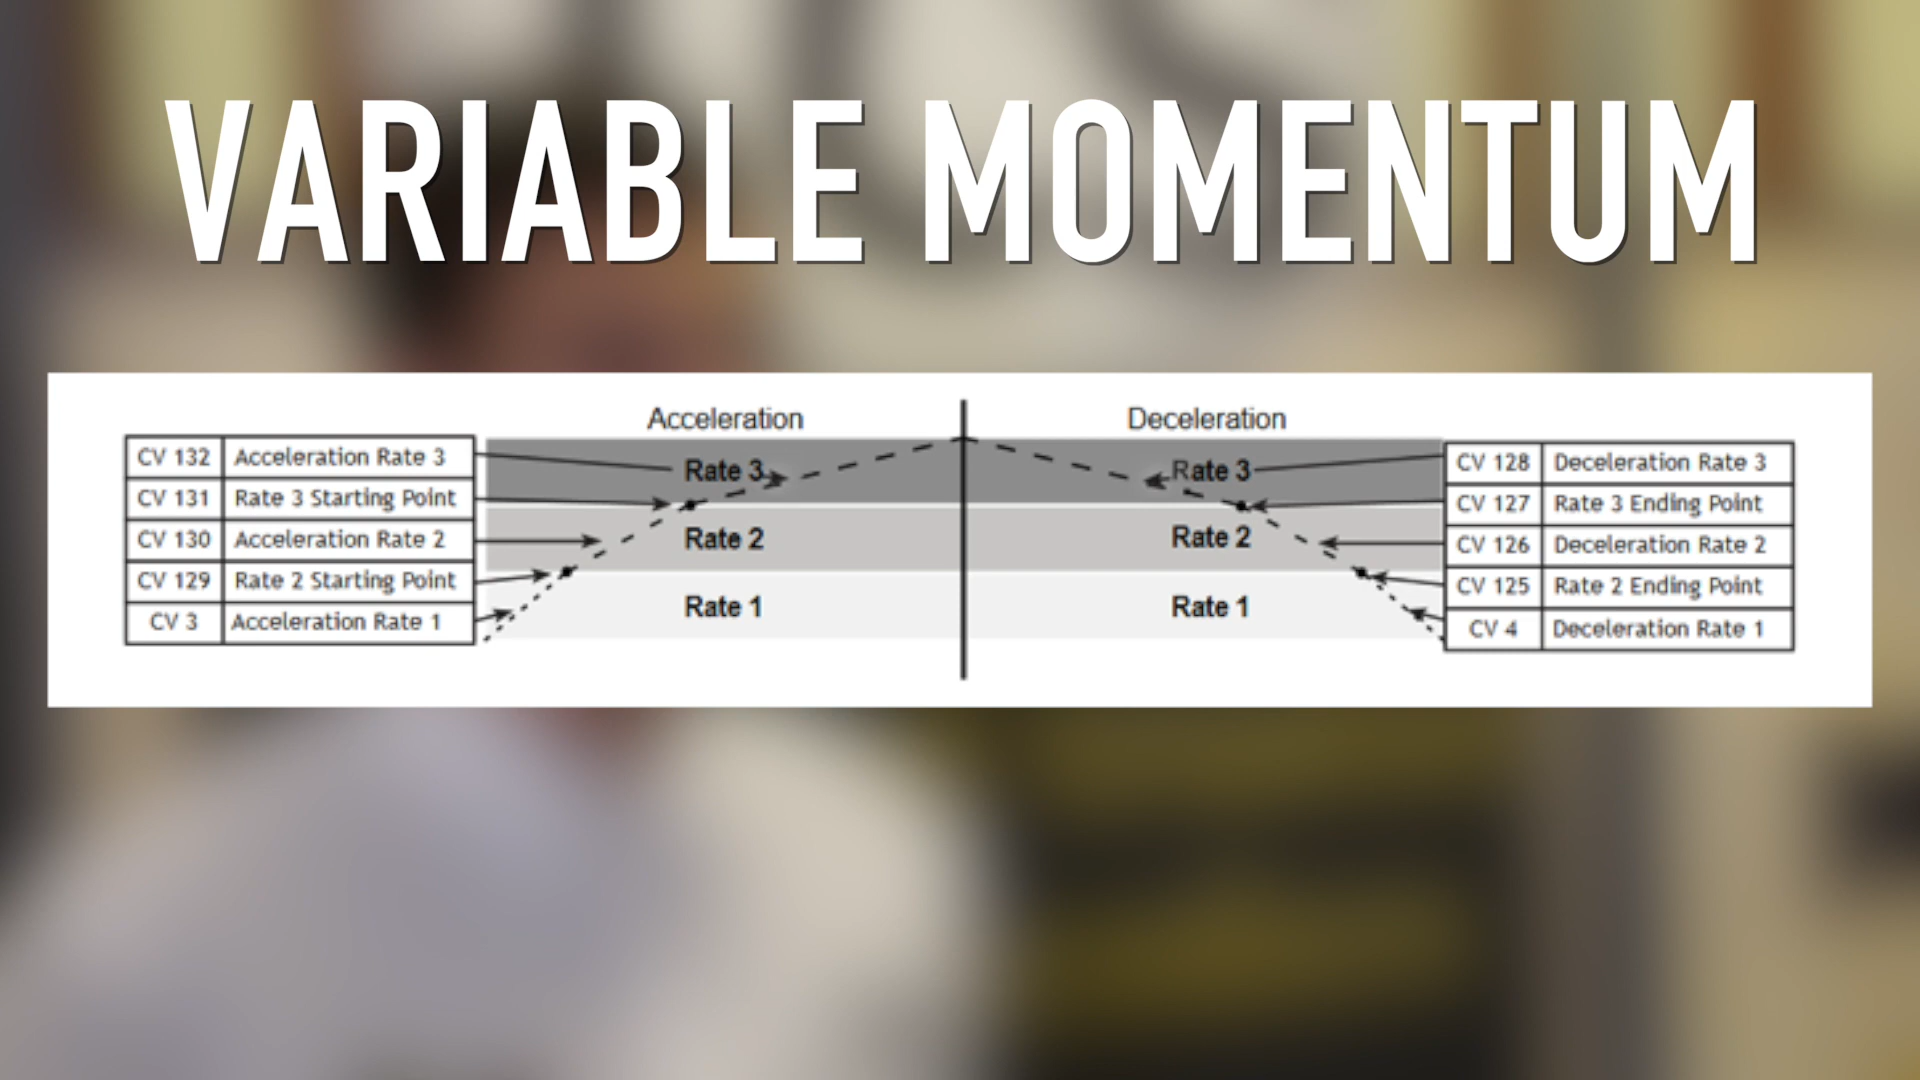 VARIABLE MOMENTUM
Acceleration
Deceleration
CV 132 Acceleration Rate 3
CV 131 Rate 3 Starting Point
CV 130 Acceleration Rate 2
CV 129 Rate 2 Starting Point
CV 3 Acceleration Rate 1
Rate 3
Rate 2
Rate 1
Rate 3
Rate 2
Rate 1
CV 128 Deceleration Rate 3
CV 127 Rate 3 Ending Point
CV 126 Deceleration Rate 2
CV 125 Rate 2 Ending Point
CV 4 Deceleration Rate 1